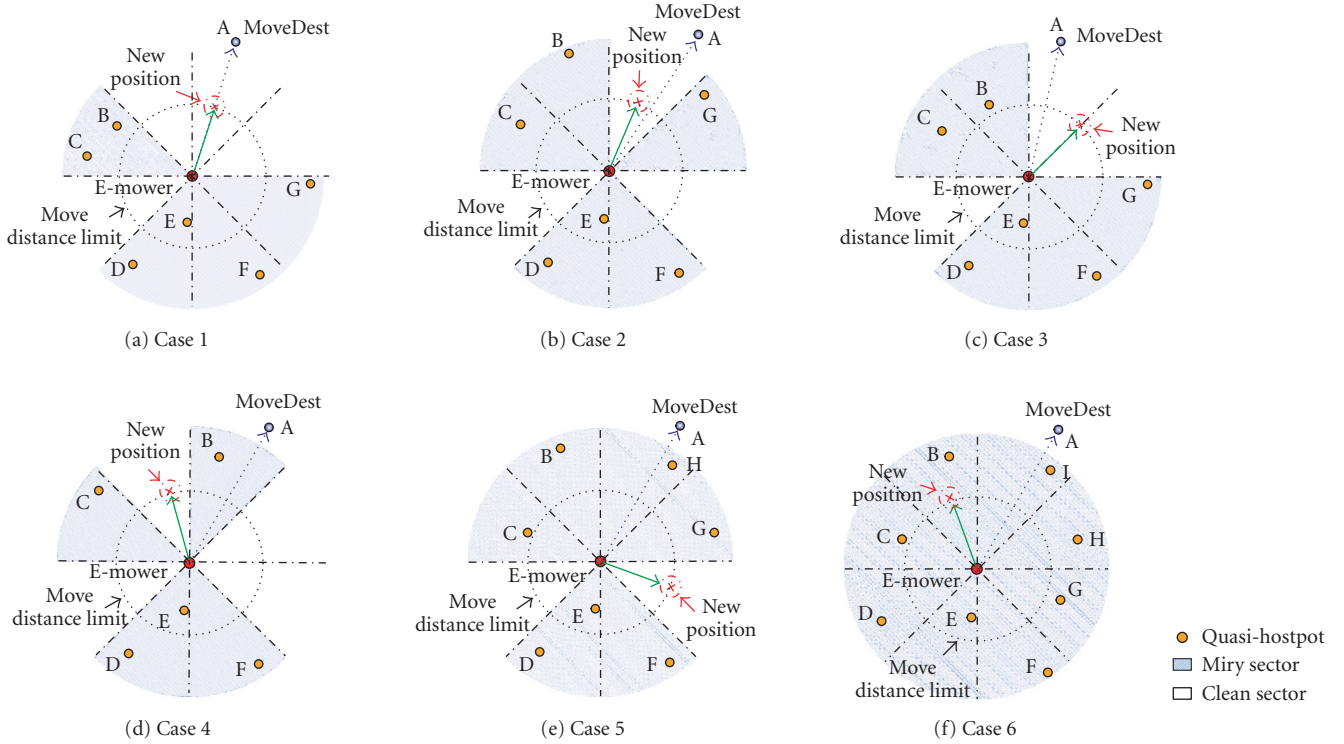 A
MoveDest
New
position
B
C
E-mower
G
Move
distance limit
E
D
F
(a) Case 1
B
New
position
A
MoveDest
C
G
E-mower
Move
distance limit
E
D
F
(b) Case 2
A
MoveDest
B
C
New
position
E-mower
G
Move
distance limit
E
D
F
(c) Case 3
MoveDest
A
New
position
B
C
E-mower
Move
distance limit
E
D
F
(d) Case 4
MoveDest
A
B
H
C
G
E-mower
Move
distance limit
E
New
position
D
F
(e) Case 5
MoveDest
A
B
I
New
position
C
H
E-mower
G
D
E
Move
distance limit
F
(f) Case 6
Quasi-hostpot
Miry sector
Clean sector